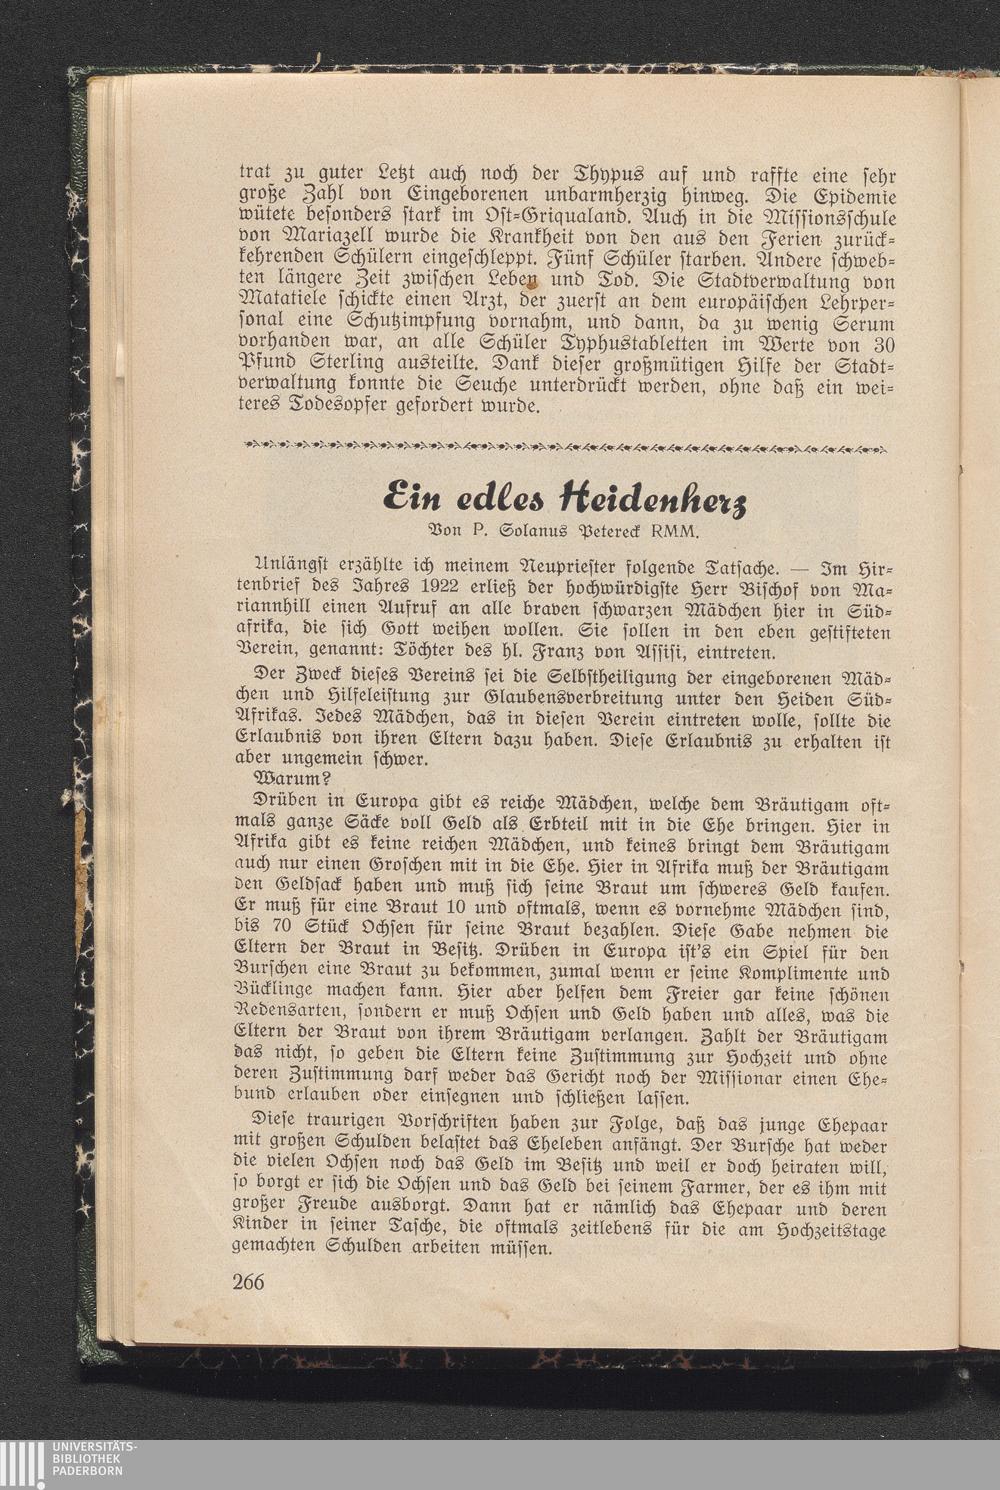 trat zu guter Letzt auch noch der Thypus auf und raffte eine sehr
große Zahl von Eingeborenen unbarmherzig hinweg. Die Epidemie
wütete besonders stark im Ost-Griqualand. Auch in die Missionsschule
von Mariazell wurde die Krankheit von den aus den Ferien zurück-
kehrenden Schülern eingeschleppt. Fünf Schüler starben. Andere schweb-
ten längere Zeit zwischen Leben und Tod. Die Stadtverwaltung von
Matatiele schickte einen Arzt, der zuerst an dem europäischen Lehrper-
sonal eine Schutzimpfung vornahm, und dann, da zu wenig Serum
vorhanden war, an alle Schüler Typhustabletten im Werte von 30
Pfund Sterling austeilte. Dank dieser großmütigen Hilfe der Stadt-
verwaltung konnte die Seuche unterdrückt werden, ohne daß ein wei-
teres Todesopfer gefordert wurde.
Ein edles Heidenherz
Von P. Solanus Petereck RMM.
Unlängst erzählte ich meinem Neupriester folgende Tatsache. — Im Hir-
tenbrief des Jahres 1922 erließ der hochwürdigste Herr Bischof von Ma-
riannhill einen Aufruf an alle braven schwarzen Mädchen hier in Süd-
afrika, die sich Gott weihen wollen. Sie sollen in den eben gestifteten
Verein, genannt: Töchter des hl. Franz von Assisi, eintreten.
Der Zweck dieses Vereins sei die Selbstheiligung der eingeborenen Mäd-
chen und Hilfeleistung zur Glaubensverbreitung unter den Heiden Süd-
Afrikas. Jedes Mädchen, das in diesen Verein eintreten wolle, sollte die
Erlaubnis von ihren Eltern dazu haben. Diese Erlaubnis zu erhalten ist
aber ungemein schwer.
Warum?
Drüben in Europa gibt es reiche Mädchen, welche dem Bräutigam oft-
mals ganze Säcke voll Geld als Erbteil mit in die Ehe bringen. Hier in
Afrika gibt es keine reichen Mädchen, und keines bringt dem Bräutigam
auch nur einen Groschen mit in die Ehe. Hier in Afrika muß der Bräutigam
den Geldsack haben und muß sich seine Braut um schweres Geld kaufen.
Er muß für eine Braut 10 und oftmals, wenn es vornehme Mädchen sind,
bis 70 Stück Ochsen für seine Braut bezahlen. Diese Gabe nehmen die
Eltern der Braut in Besitz. Drüben in Europa ist's ein Spiel für den
Burschen eine Braut zu bekommen, zumal wenn er seine Komplimente und
Bücklinge machen kann. Hier aber helfen dem Freier gar keine schönen
Redensarten, sondern er muß Ochsen und Geld haben und alles, was die
Eltern der Braut von ihrem Bräutigam verlangen. Zahlt der Bräutigam
das nicht, so geben die Eltern keine Zustimmung zur Hochzeit und ohne
deren Zustimmung darf weder das Gericht noch der Missionar einen Ehe-
bund erlauben oder einsegnen und schließen lassen.
Diese traurigen Vorschriften haben zur Folge, daß das junge Ehepaar
mit großen Schulden belastet das Eheleben anfängt. Der Bursche hat weder
die vielen Ochsen noch das Geld im Besitz und weil er doch heiraten will,
so borgt er sich die Ochsen und das Geld bei seinem Farmer, der es ihm mit
großer Freude ausborgt. Dann hat er nämlich das Ehepaar und deren
Kinder in seiner Tasche, die oftmals zeitlebens für die am Hochzeitstage
gemachten Schulden arbeiten müssen.
266
UNIVERSITÄTS-
BIBLIOTHEK
PADERBORN